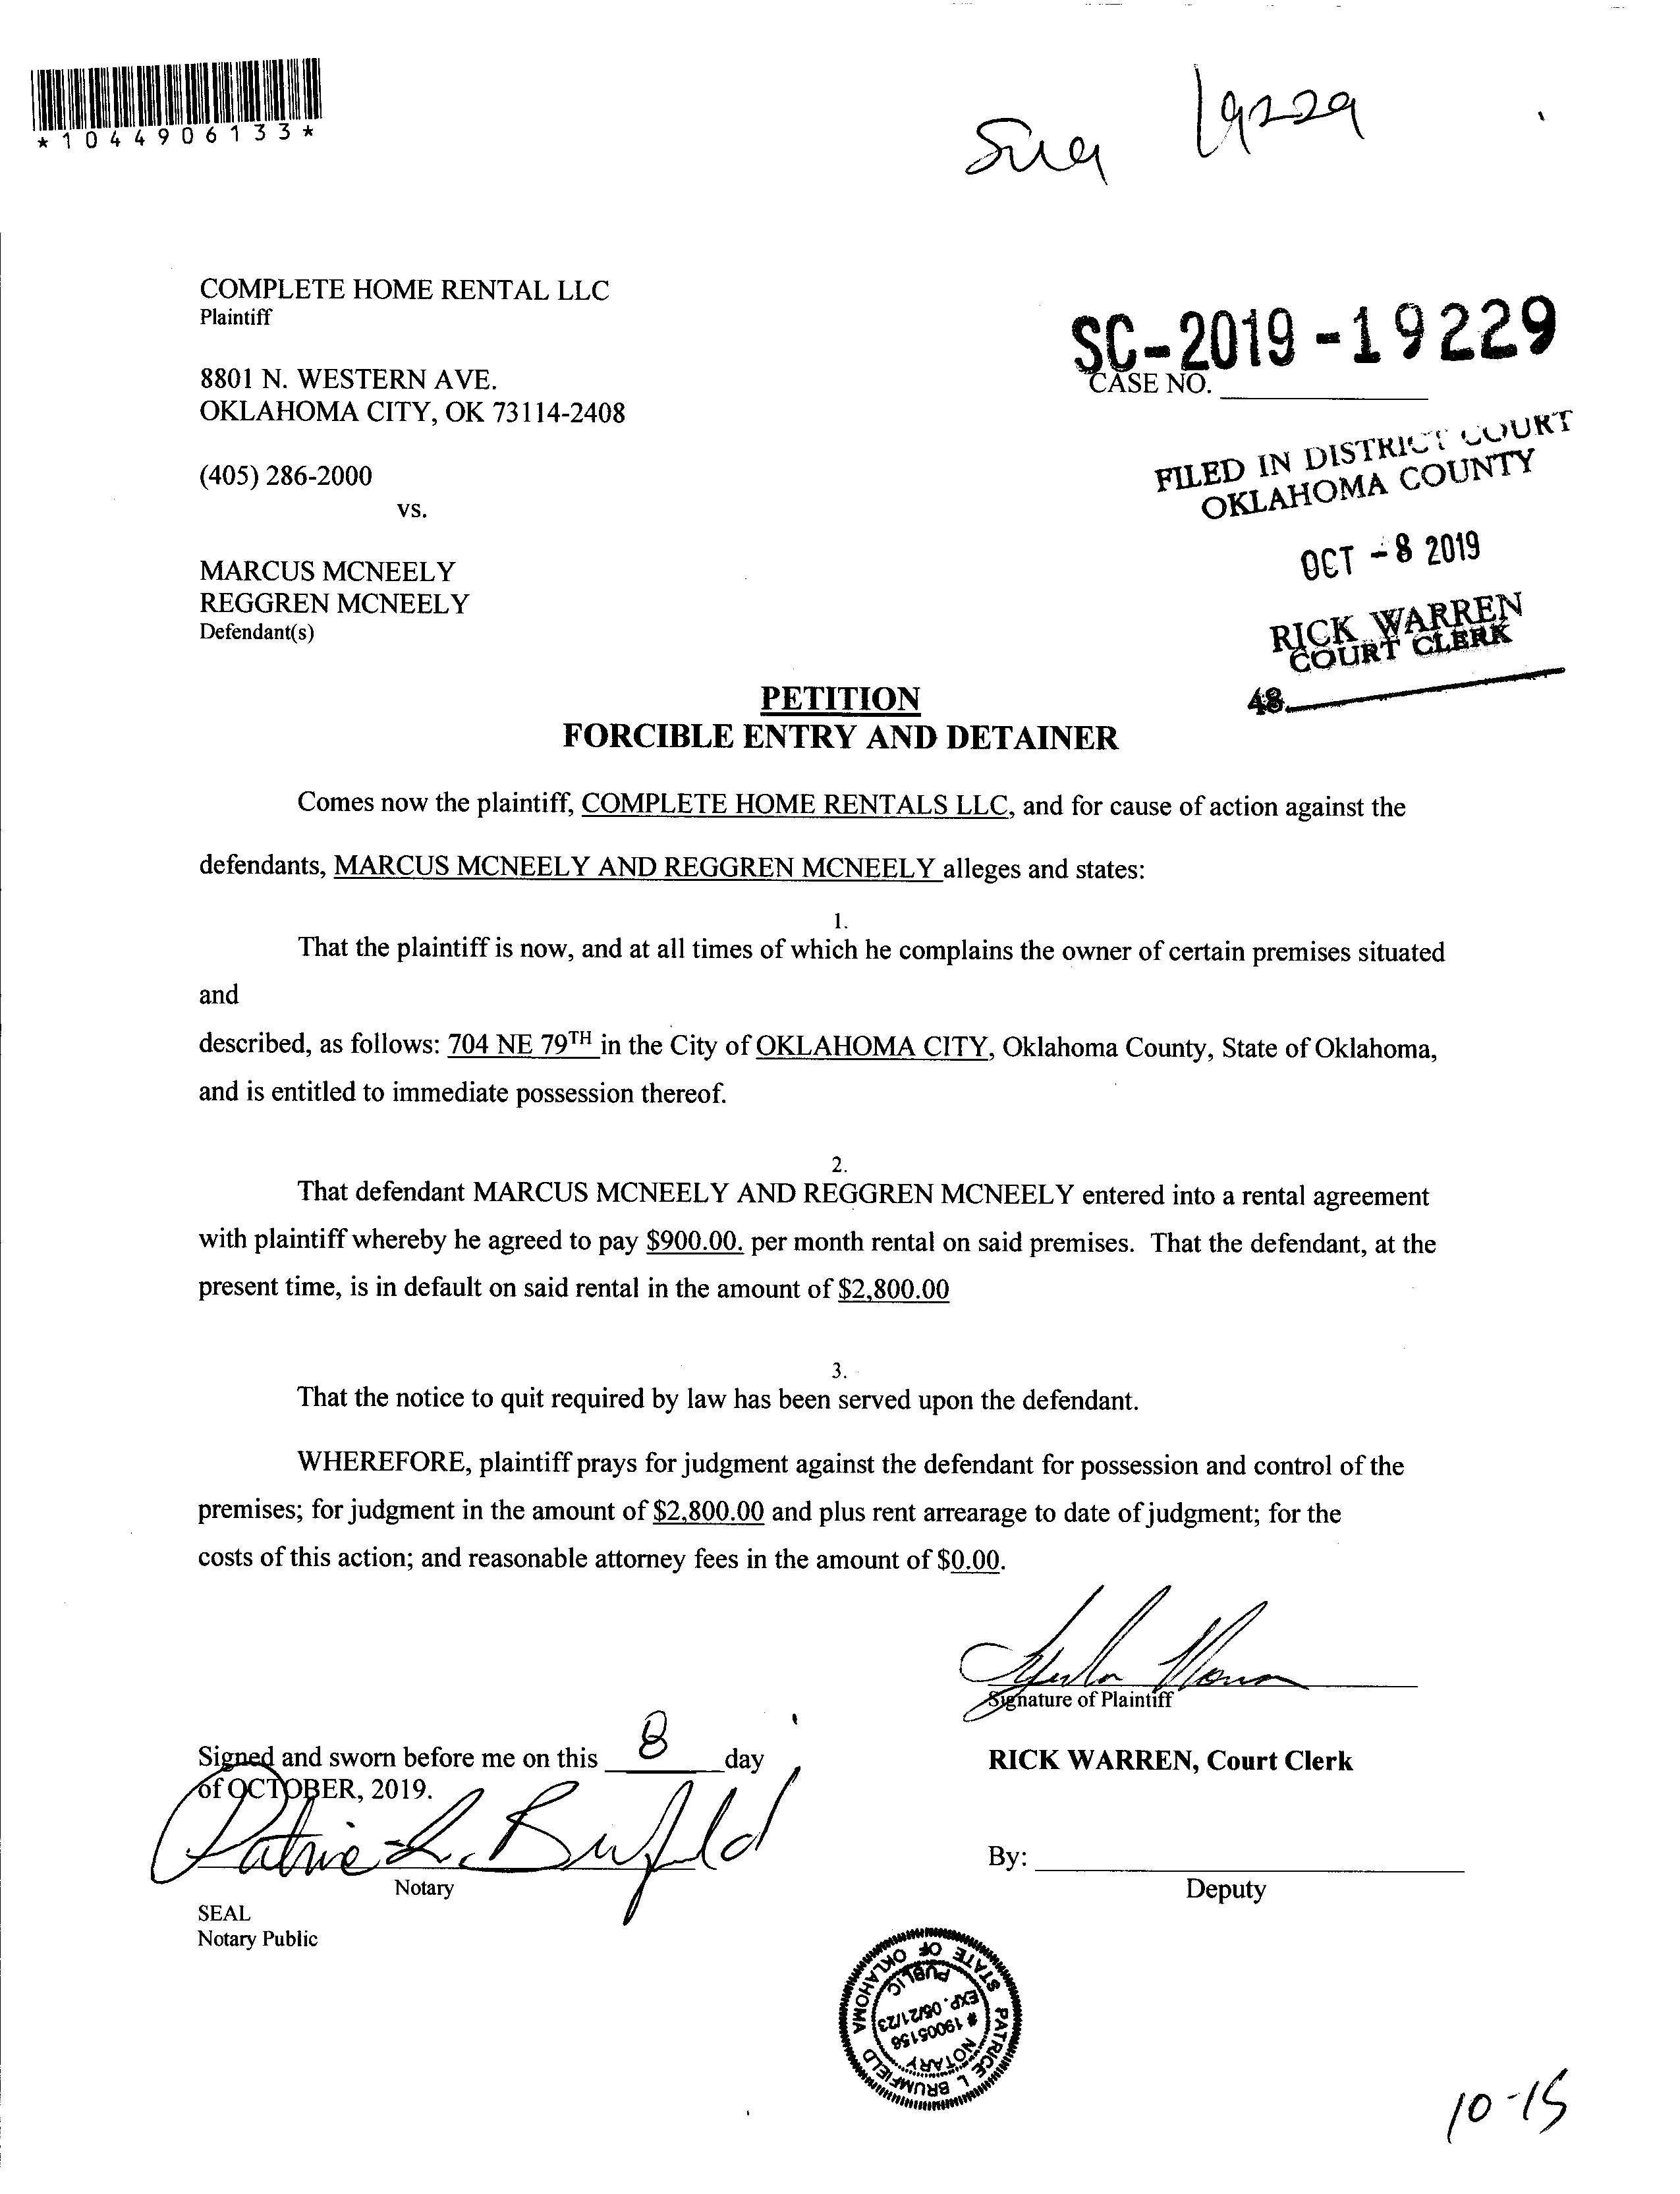 *1044906133*
19229
COMPLETE HOME RENTAL LLC
Plaintiff
8801 N. WESTERN AVE.
OKLAHOMA CITY, OK 73114-2408
(405) 286-2000
vs.
MARCUS MCNEELY
REGGREN MCNEELY
Defendant(s)
SC-2019-19229
CASE NO.
FILED IN DISTRICT COURT
OKLAHOMA COUNTY
OCT -8 2019
RICK WARREN
COURT CLERK
48
PETITION
FORCIBLE ENTRY AND DETAINER
Comes now the plaintiff, COMPLETE HOME RENTALS LLC, and for cause of action against the
defendants, MARCUS MCNEELY AND REGGREN MCNEELY alleges and states:
1.
That the plaintiff is now, and at all times of which he complains the owner of certain premises situated
and
described, as follows: 704 NE 79TH in the City of OKLAHOMA CITY, Oklahoma County, State of Oklahoma,
and is entitled to immediate possession thereof.
2.
That defendant MARCUS MCNEELY AND REGGREN MCNEELY entered into a rental agreement
with plaintiff whereby he agreed to pay $900.00. per month rental on said premises. That the defendant, at the
present time, is in default on said rental in the amount of $2,800.00
3.
That the notice to quit required by law has been served upon the defendant.
WHEREFORE, plaintiff prays for judgment against the defendant for possession and control of the
premises; for judgment in the amount of $2,800.00 and plus rent arrearage to date of judgment; for the
costs of this action; and reasonable attorney fees in the amount of $0.00.
Signature of Plaintiff
Signed and sworn before me on this 8 day
of OCTOBER, 2019.
RICK WARREN, Court Clerk
Patrice L. Brumfield
Notary
By:
Deputy
SEAL
Notary Public
PATRICE L BRUMFIELD
STATE OF OKLAHOMA
NOTARY
# 19005156
EXP. 05/21/23
PUBLIC
10-15